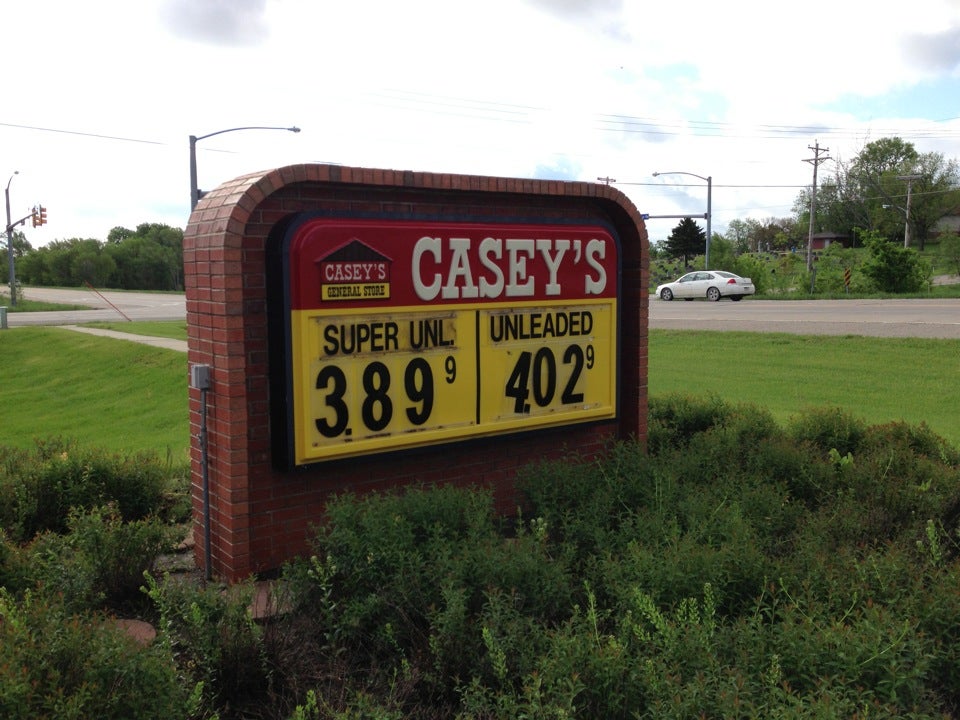 CASEY'S
GENERAL STORE
CASEY'S
SUPER UNL.
3.89 9
UNLEADED
4.02 9